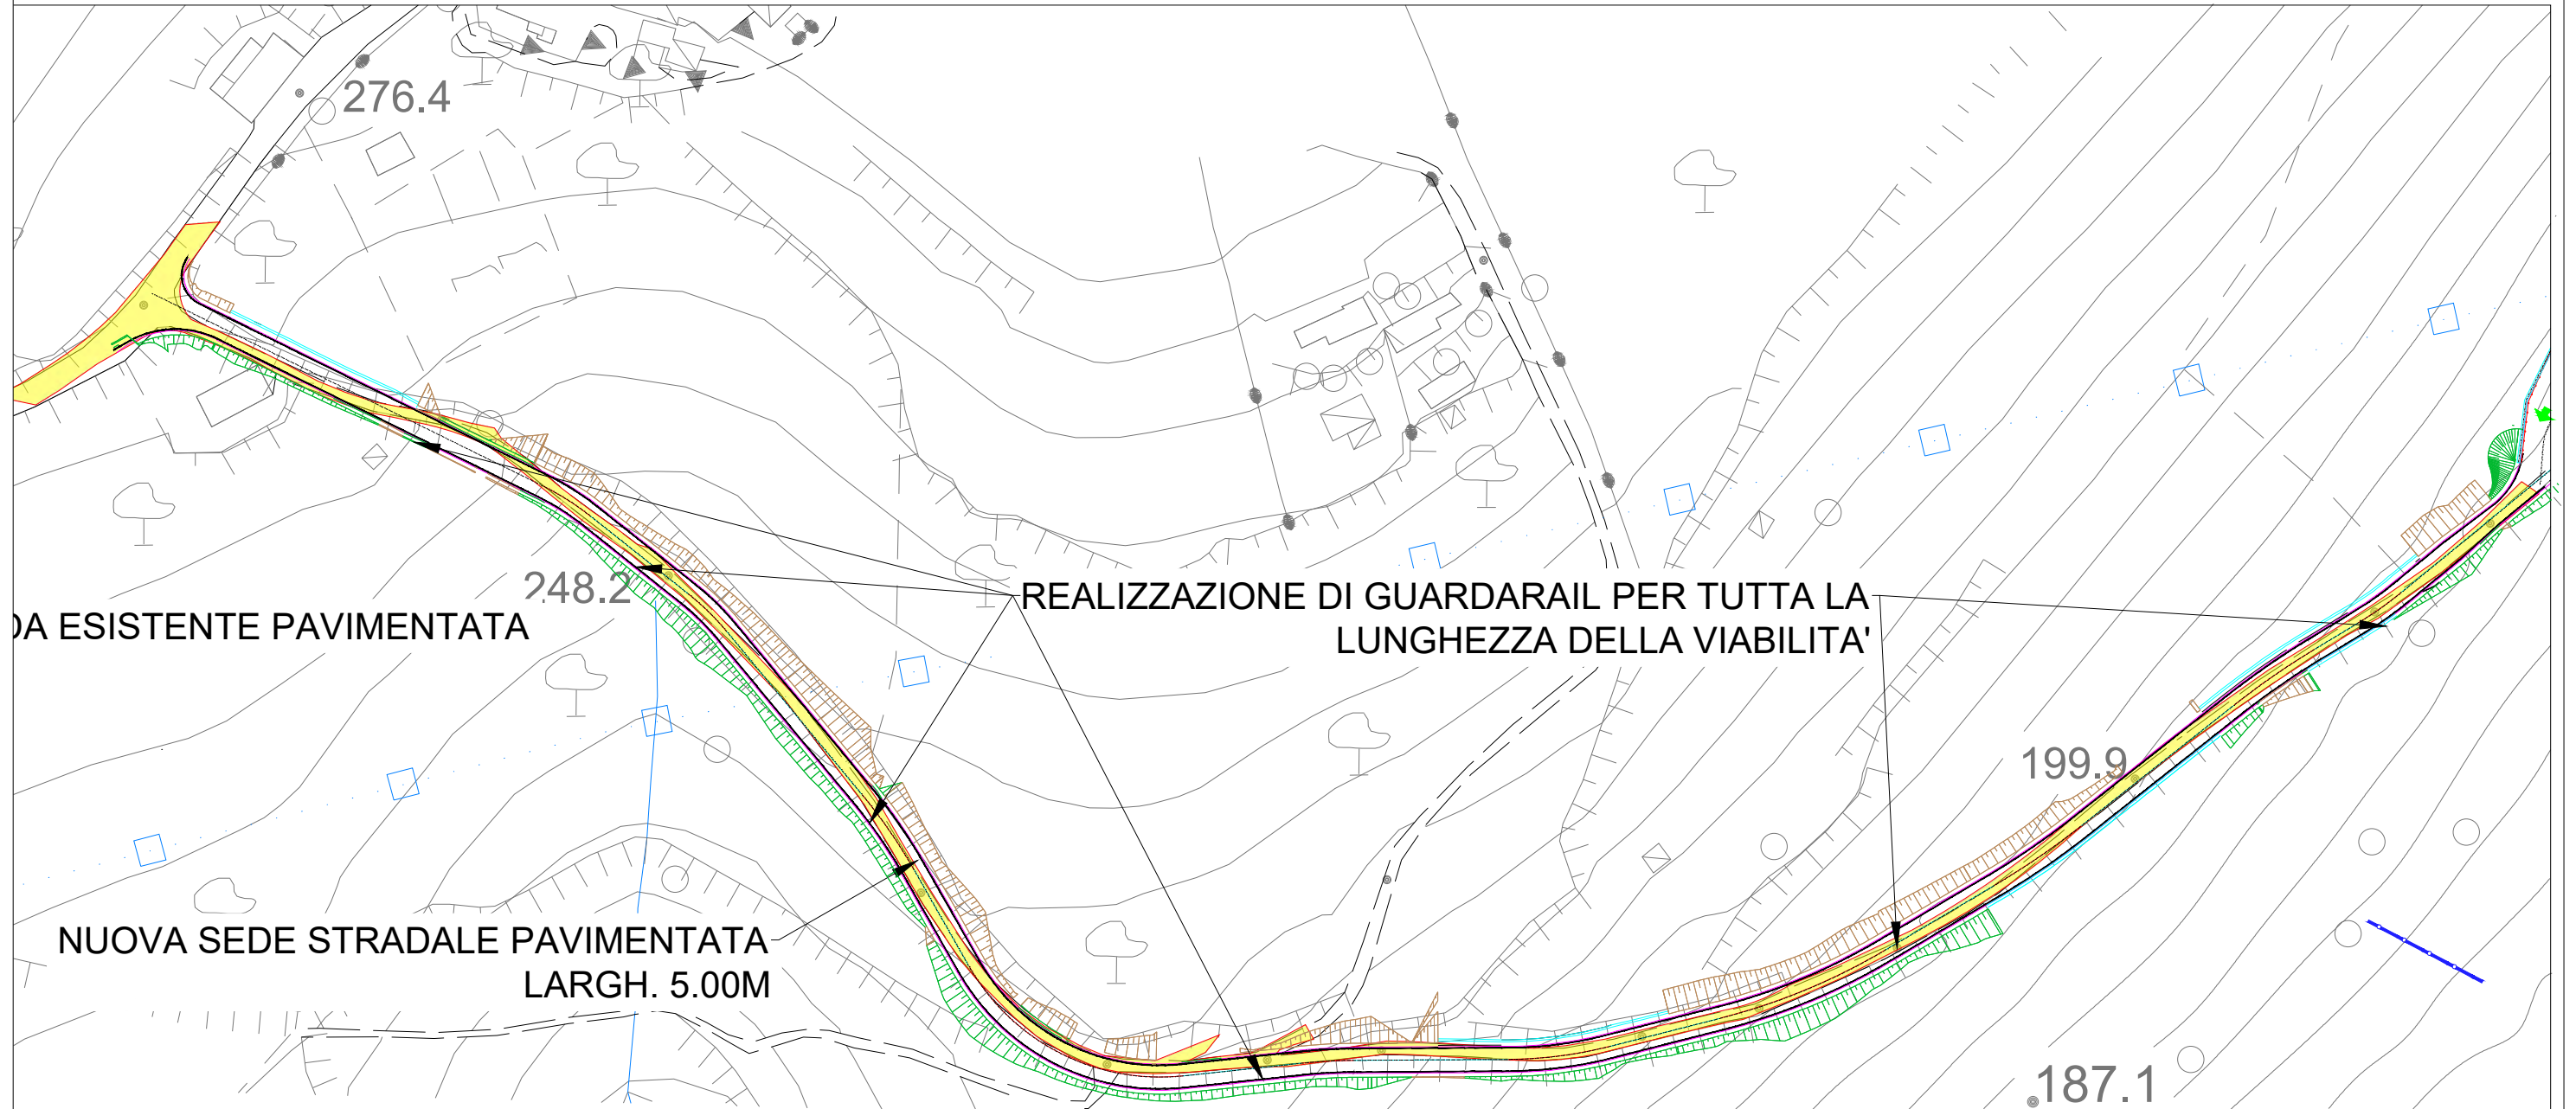 276.4
248.2
REALIZZAZIONE DI GUARDARAIL PER TUTTA LA
LUNGHEZZA DELLA VIABILITA'
DA ESISTENTE PAVIMENTATA
199.9
NUOVA SEDE STRADALE PAVIMENTATA
LARGH. 5.00M
187.1